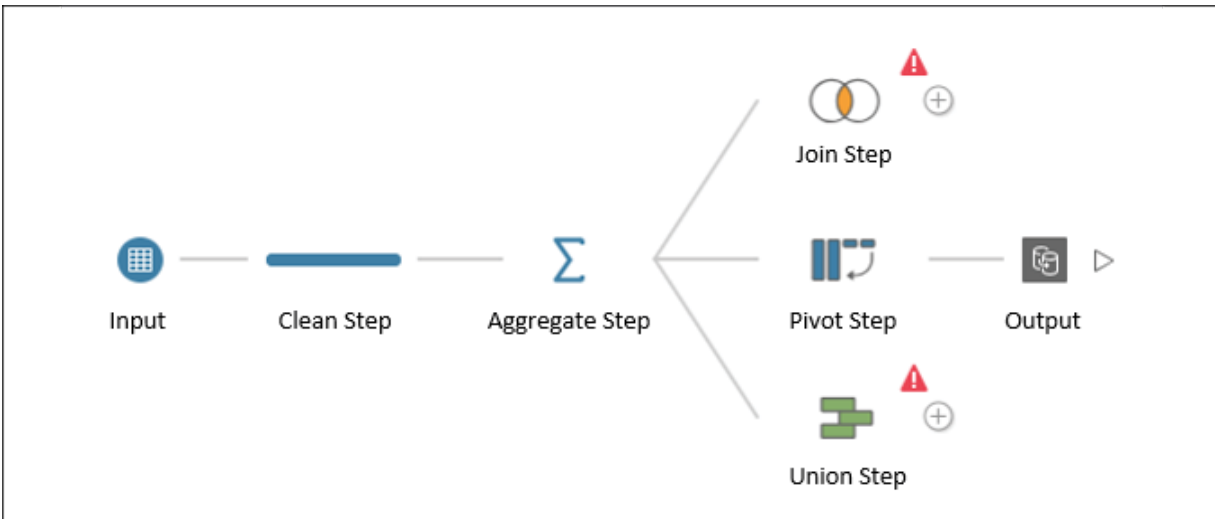 Join Step
Input
Clean Step
Aggregate Step
Pivot Step
Output
Union Step